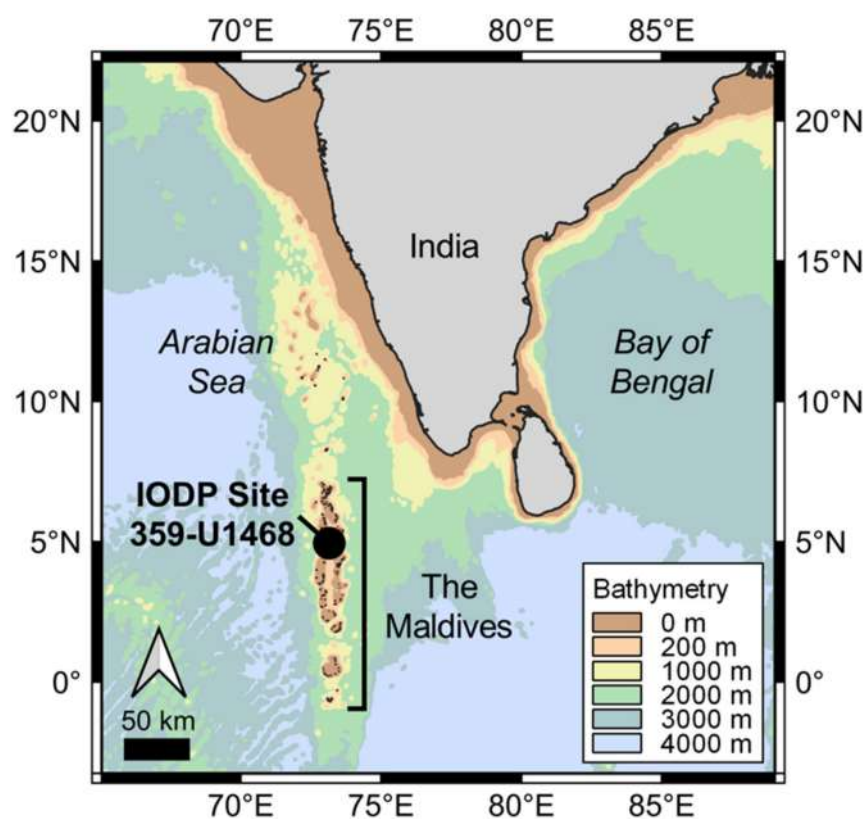 70°E 75°E 80°E 85°E
20°N 20°N
India
15°N 15°N
Arabian
Sea
Bay of
Bengal
10°N 10°N
IODP Site
359-U1468
5°N 5°N
The
Maldives
Bathymetry
0 m
200 m
1000 m
2000 m
3000 m
4000 m
0° 0°
50 km
70°E 75°E 80°E 85°E